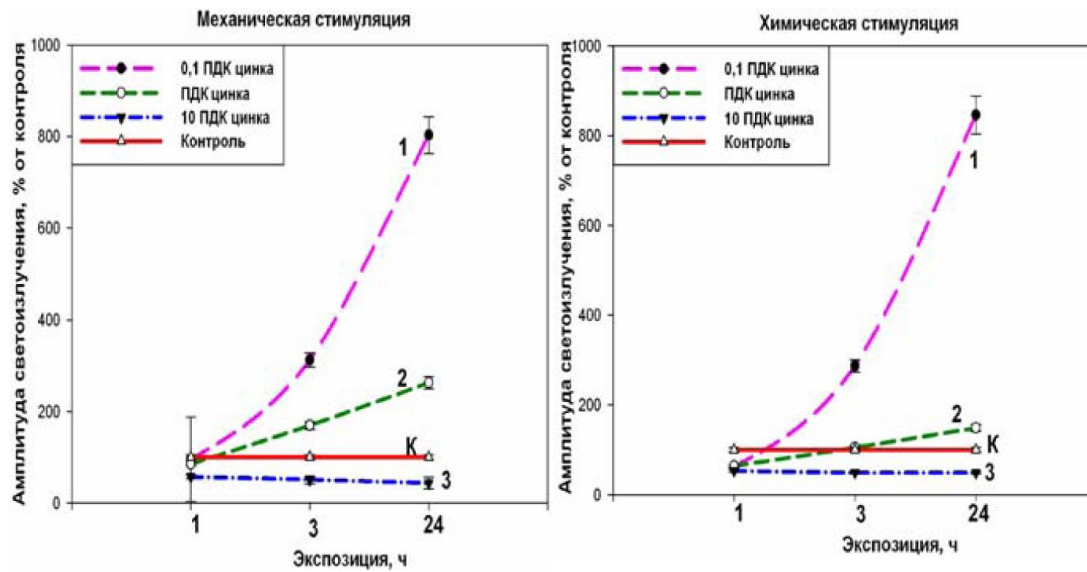 Механическая стимуляция
Амплитуда светоизлучения, % от контроля
1000
800
600
400
200
0
0,1 ПДК цинка
ПДК цинка
10 ПДК цинка
Контроль
1
2
К
3
1
3
24
Экспозиция, ч
Химическая стимуляция
Амплитуда светоизлучения, % от контроля
1000
800
600
400
200
0
0,1 ПДК цинка
ПДК цинка
10 ПДК цинка
Контроль
1
2
К
3
1
3
24
Экспозиция, ч